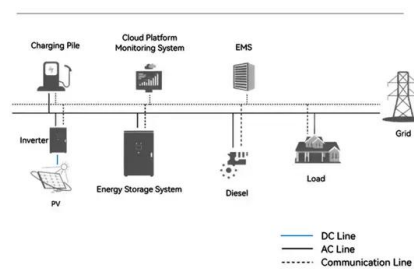 Charging Pile
Cloud Platform
Monitoring System
EMS
Grid
Inverter
PV
Energy Storage System
Diesel
Load
DC Line
AC Line
Communication Line